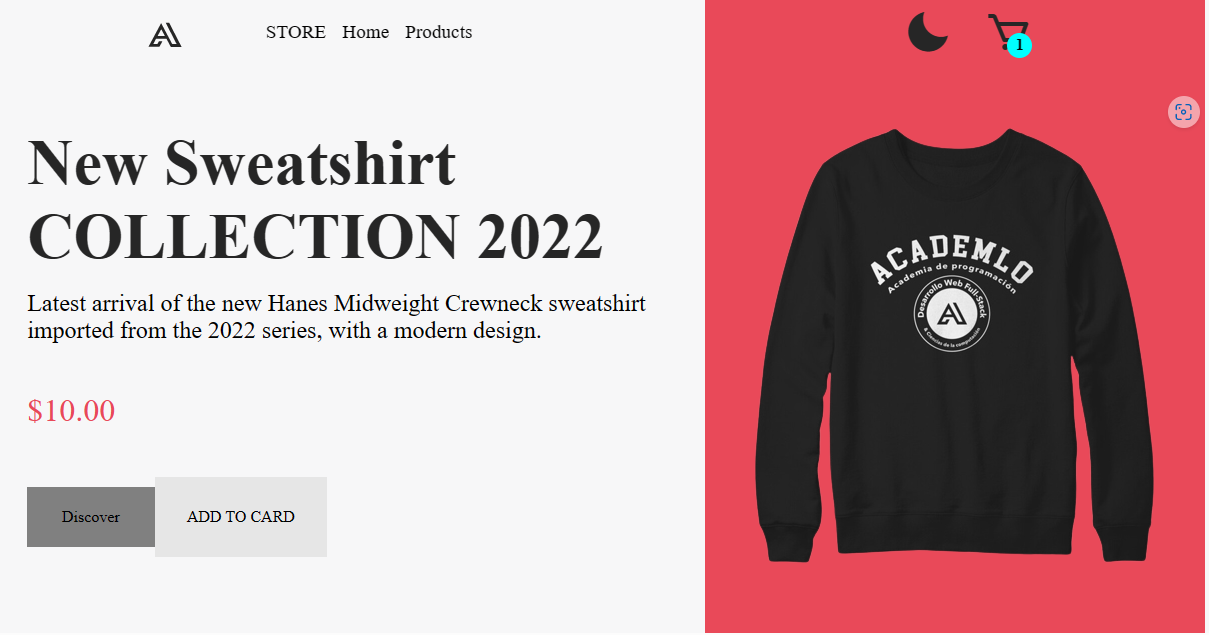 STORE Home Products
1
New Sweatshirt
COLLECTION 2022
Latest arrival of the new Hanes Midweight Crewneck sweatshirt
imported from the 2022 series, with a modern design.
$10.00
Discover
ADD TO CARD
ACADEMLO
Academia de programación
Desarrollo Web Full-Stack
& Ciencias de la computación